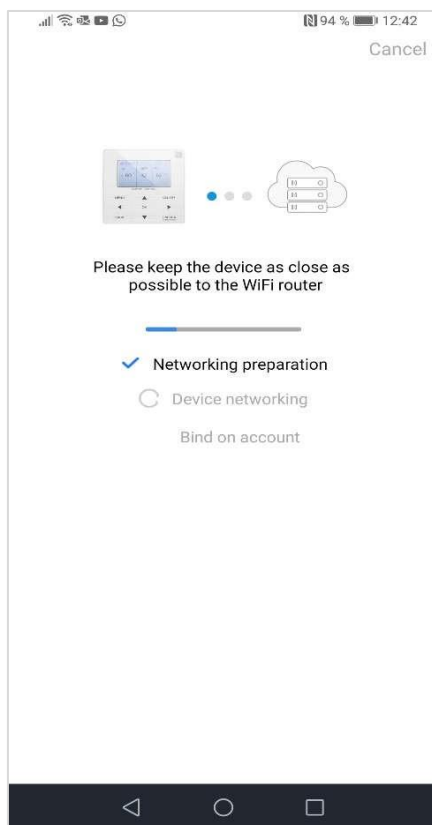 94 % 12:42
Cancel
Please keep the device as close as
possible to the WiFi router
Networking preparation
Device networking
Bind on account